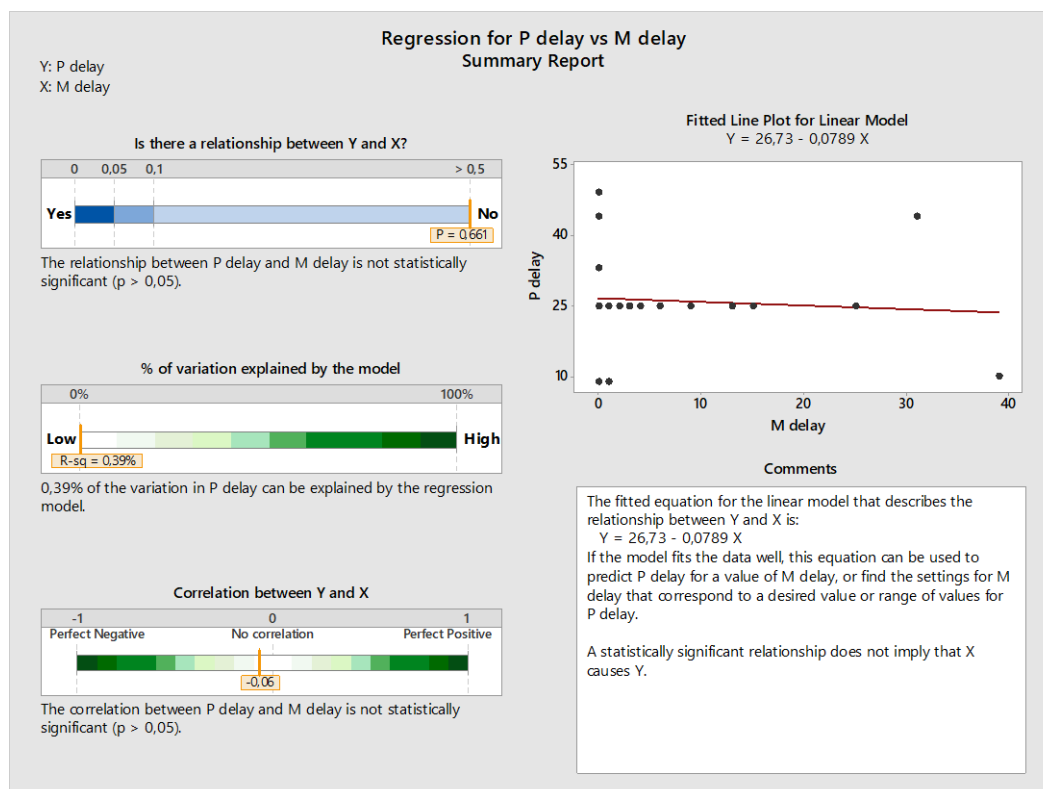 Regression for P delay vs M delay
Summary Report
Y: P delay
X: M delay
Is there a relationship between Y and X?
0 0,05 0,1 > 0,5
Yes No
P = 0,661
The relationship between P delay and M delay is not statistically
significant (p > 0,05).
% of variation explained by the model
0% 100%
Low High
R-sq = 0,39%
0,39% of the variation in P delay can be explained by the regression
model.
Correlation between Y and X
-1 0 1
Perfect Negative No correlation Perfect Positive
-0,06
The correlation between P delay and M delay is not statistically
significant (p > 0,05).
Fitted Line Plot for Linear Model
Y = 26,73 - 0,0789 X
55
40
25
10
P delay
0 10 20 30 40
M delay
Comments
The fitted equation for the linear model that describes the
relationship between Y and X is:
Y = 26,73 - 0,0789 X
If the model fits the data well, this equation can be used to
predict P delay for a value of M delay, or find the settings for M
delay that correspond to a desired value or range of values for
P delay.
A statistically significant relationship does not imply that X
causes Y.